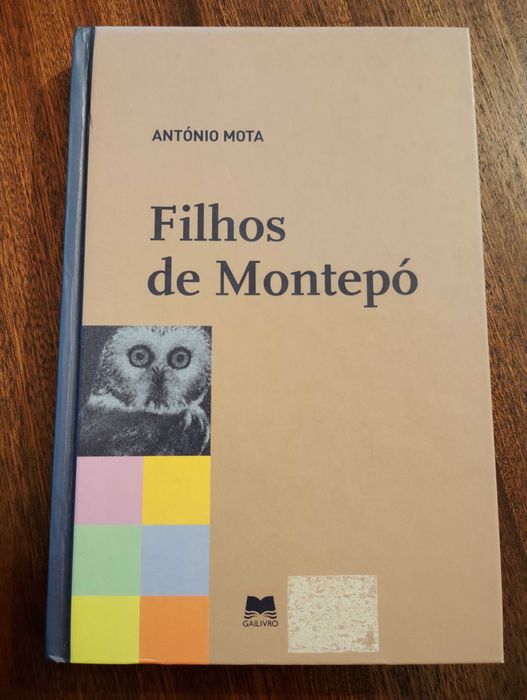 ANTÓNIO MOTA
Filhos
de Montepó
GAILIVRO